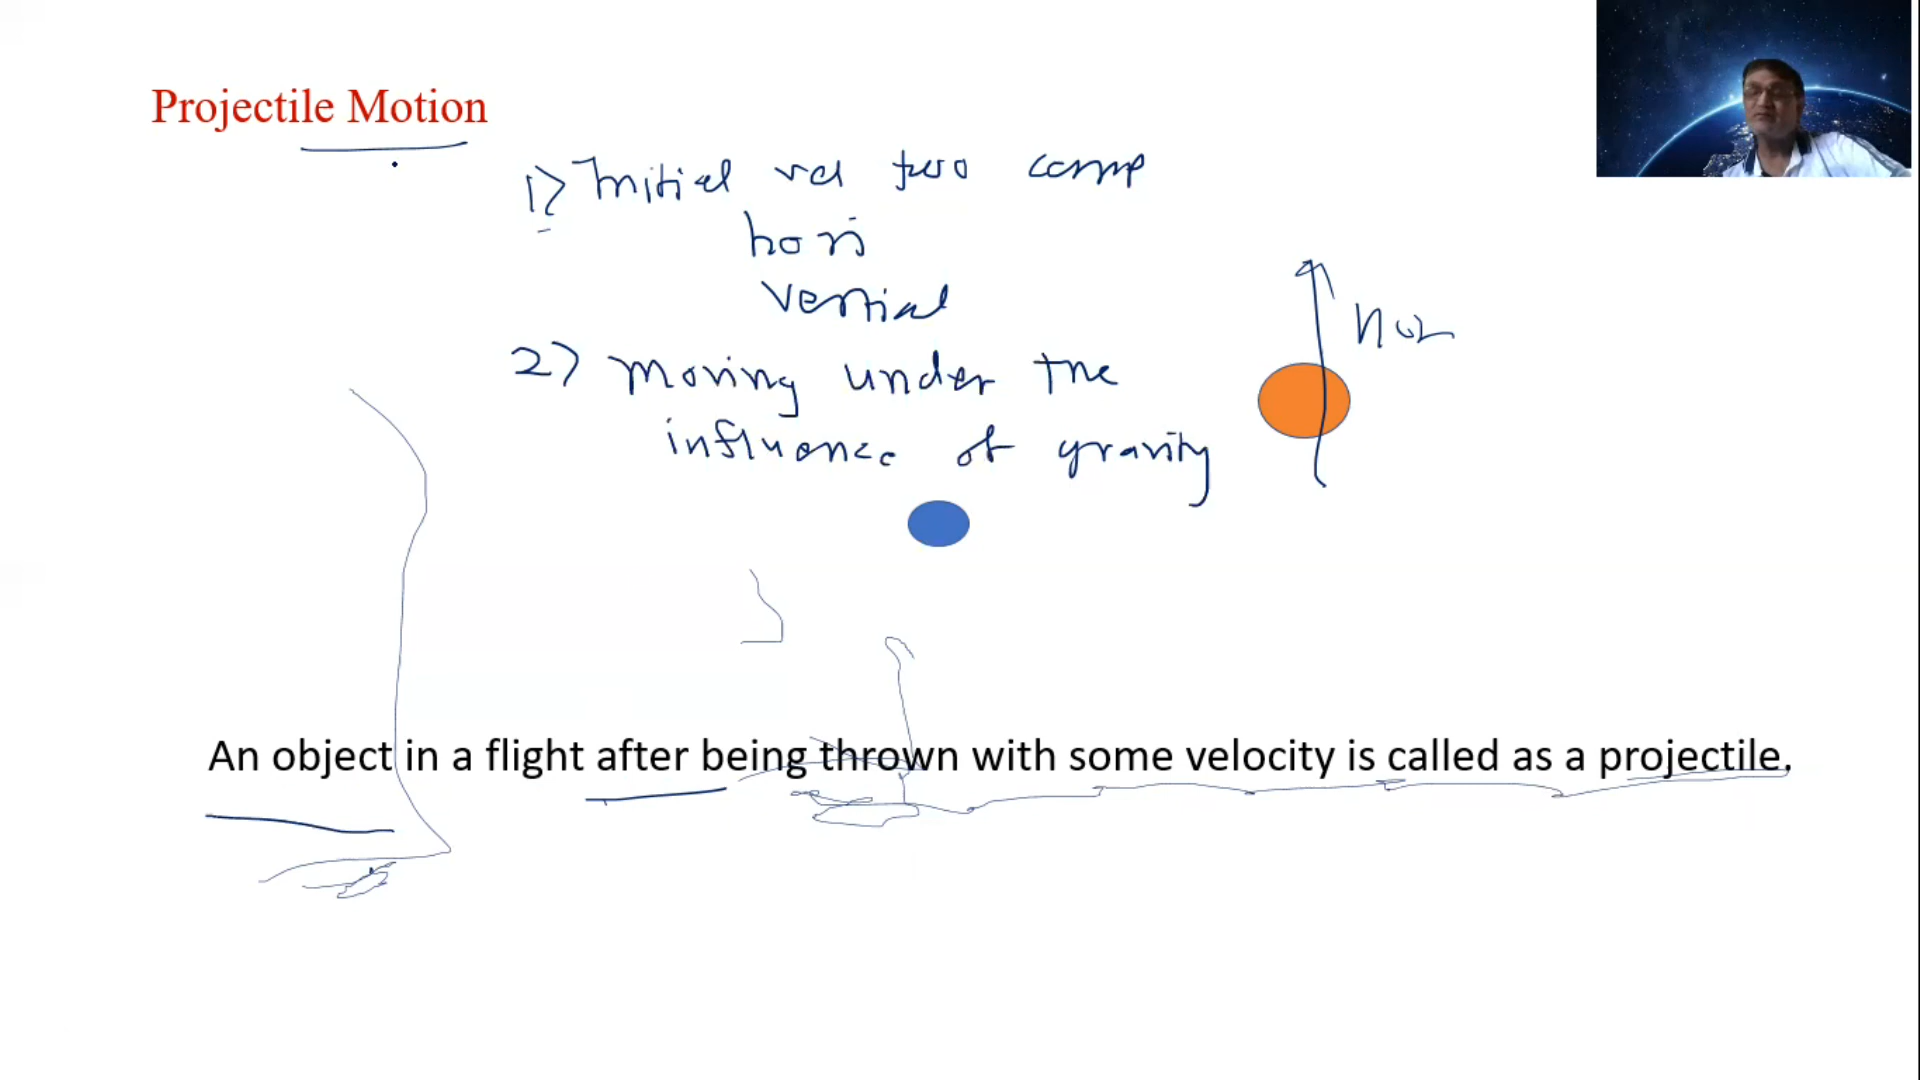 Projectile Motion
1) Initial vel two comp
hori
Vertical
2) Moving under the
influence of gravity
An object in a flight after being thrown with some velocity is called as a projectile.